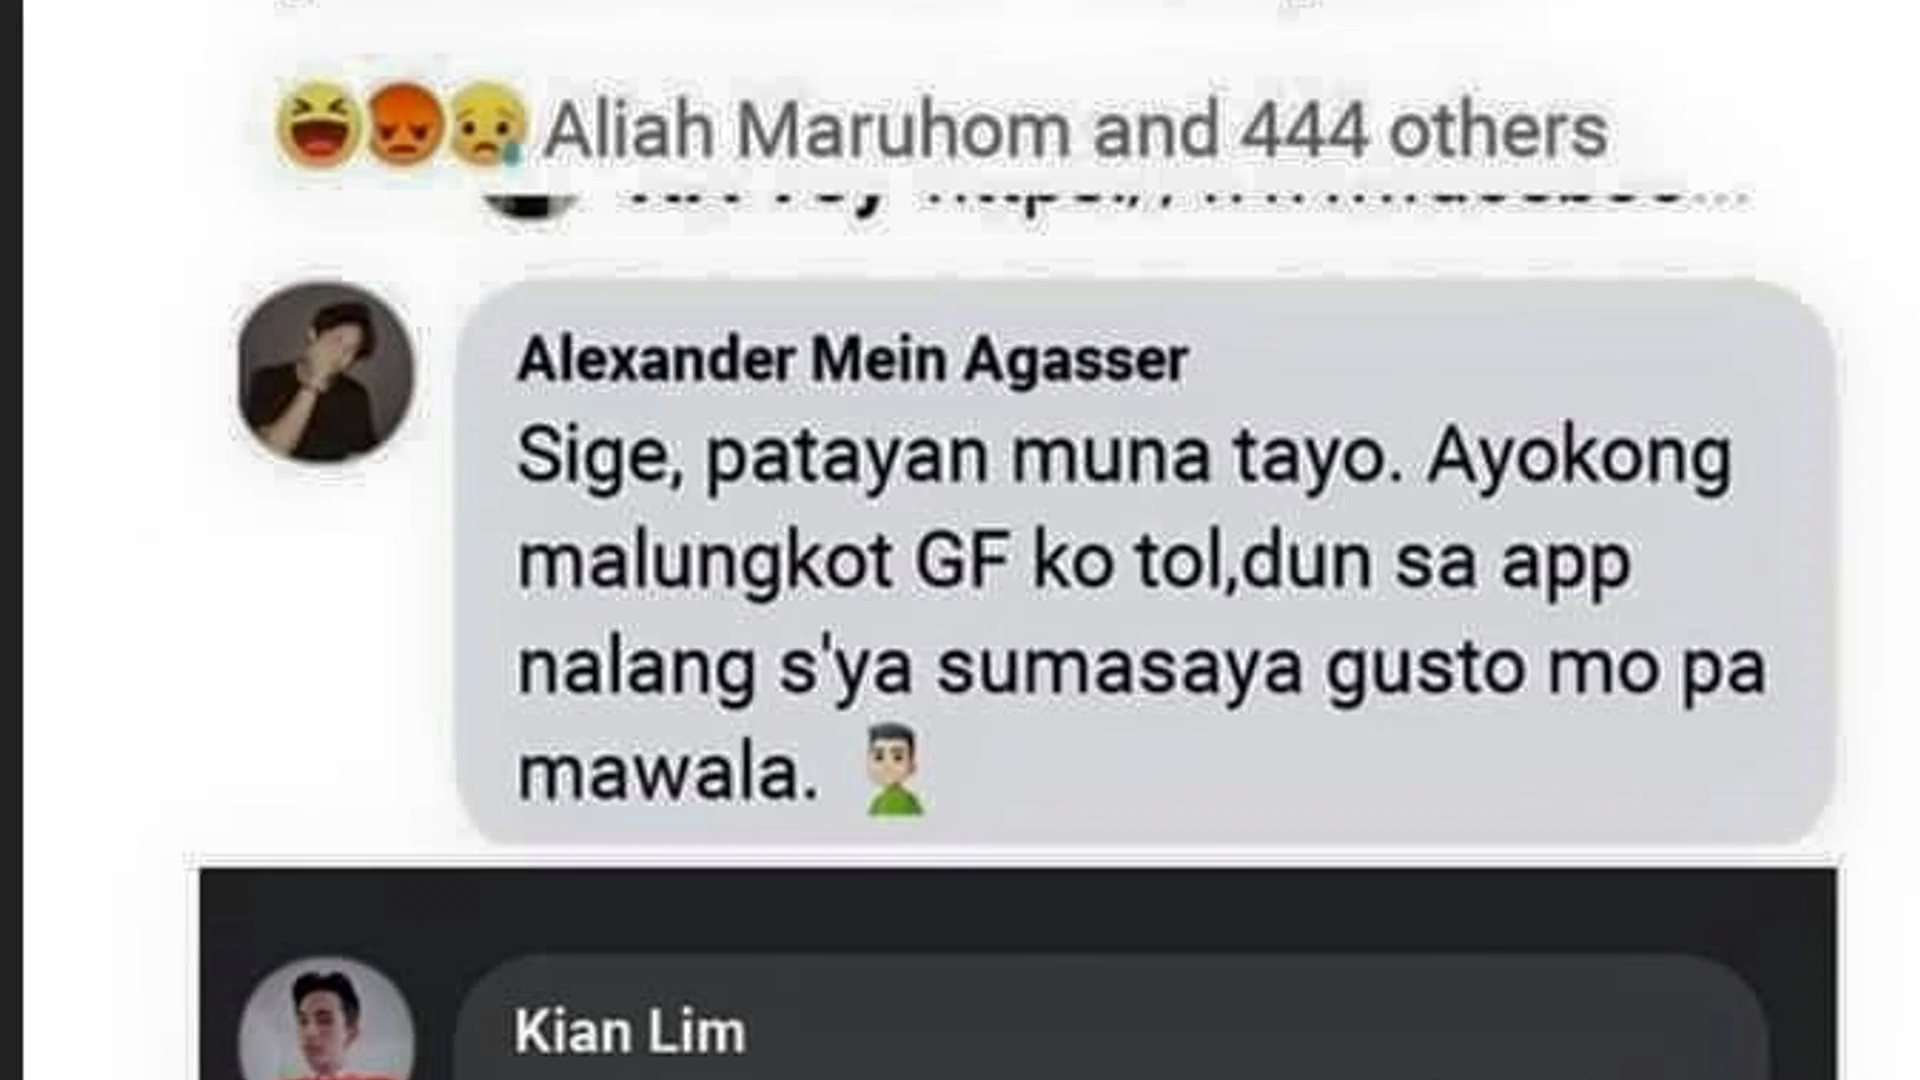 Aliah Maruhom and 444 others
Alexander Mein Agasser
Sige, patayan muna tayo. Ayokong
malungkot GF ko tol,dun sa app
nalang s'ya sumasaya gusto mo pa
mawala.
Kian Lim